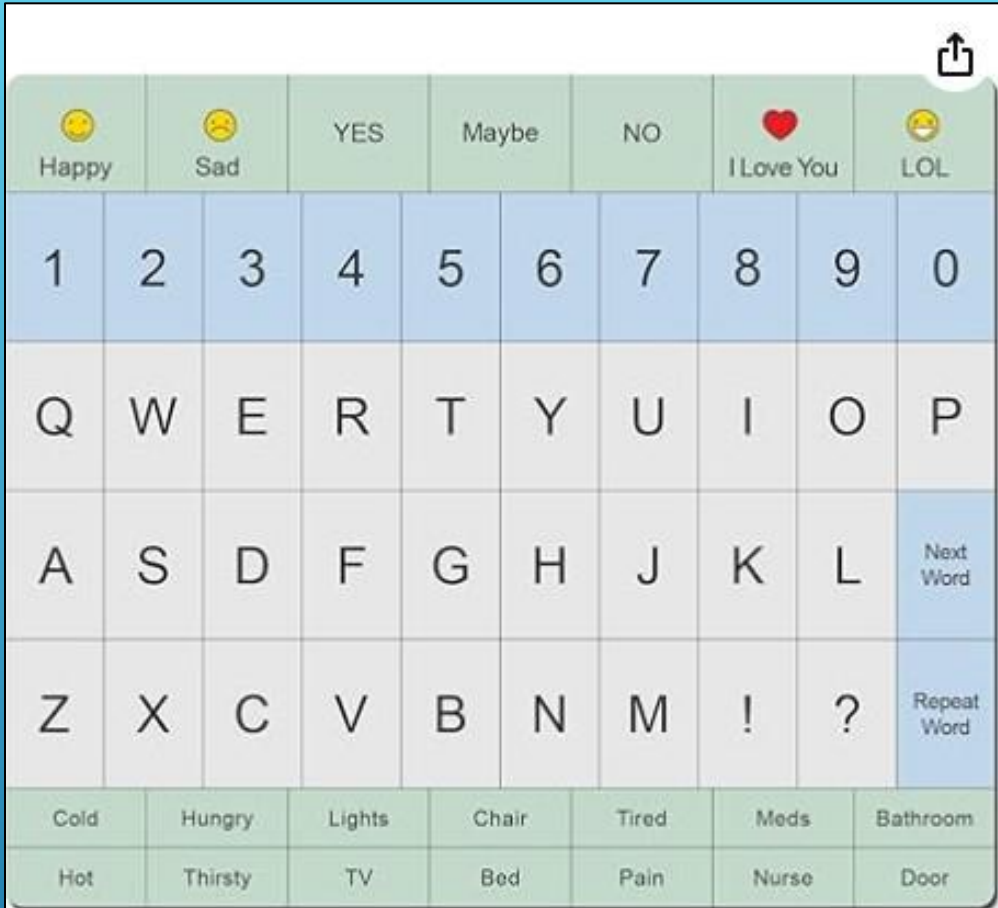 Happy Sad YES Maybe NO I Love You LOL
1 2 3 4 5 6 7 8 9 0
Q W E R T Y U I O P
A S D F G H J K L Next Word
Z X C V B N M ! ? Repeat Word
Cold Hungry Lights Chair Tired Meds Bathroom
Hot Thirsty TV Bed Pain Nurse Door